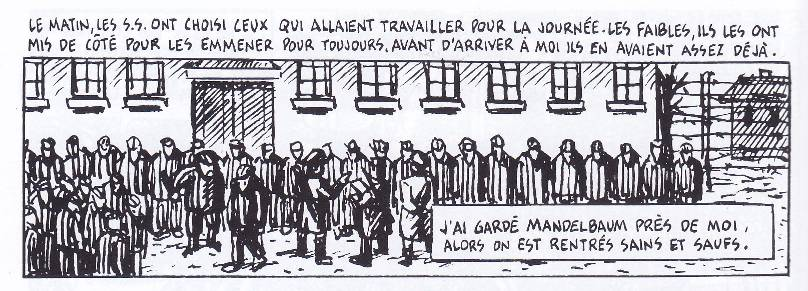 LE MATIN, LES S.S. ONT CHOISI CEUX QUI ALLAIENT TRAVAILLER POUR LA JOURNÉE. LES FAIBLES, ILS LES ONT
MIS DE CÔTÉ POUR LES EMMENER POUR TOUJOURS. AVANT D'ARRIVER À MOI ILS EN AVAIENT ASSEZ DÉJÀ.
J'AI GARDÉ MANDELBAUM PRÈS DE MOI,
ALORS ON EST RENTRÉS SAINS ET SAUFS.